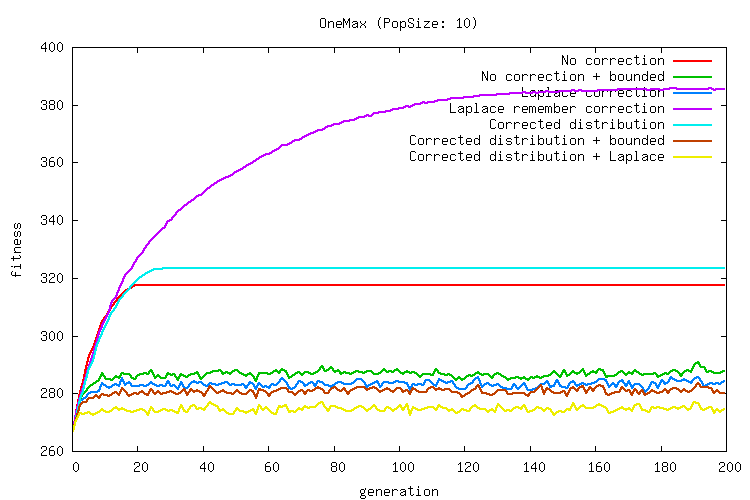 OneMax (PopSize: 10)
400
380
360
340
320
300
280
260
fitness
No correction
No correction + bounded
Laplace correction
Laplace remember correction
Corrected distribution
Corrected distribution + bounded
Corrected distribution + Laplace
0 20 40 60 80 100 120 140 160 180 200
generation